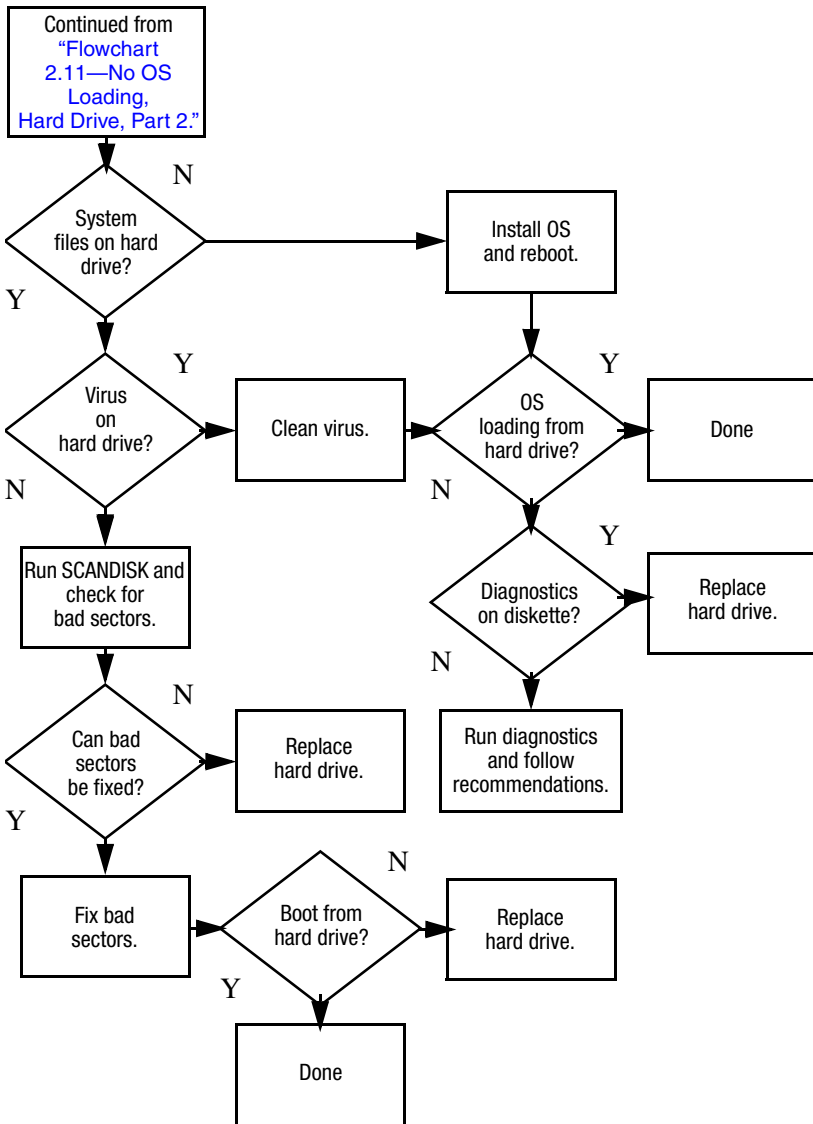 Continued from
“Flowchart
2.11—No OS
Loading,
Hard Drive, Part 2.”
N
System
files on hard
drive?
Install OS
and reboot.
Y
Y
Virus
on
hard drive?
Clean virus.
Y
OS
loading from
hard drive?
Done
N
N
Run SCANDISK and
check for
bad sectors.
Y
Diagnostics
on diskette?
Replace
hard drive.
N
N
Can bad
sectors
be fixed?
Replace
hard drive.
Run diagnostics
and follow
recommendations.
Y
Fix bad
sectors.
N
Boot from
hard drive?
Replace
hard drive.
Y
Done